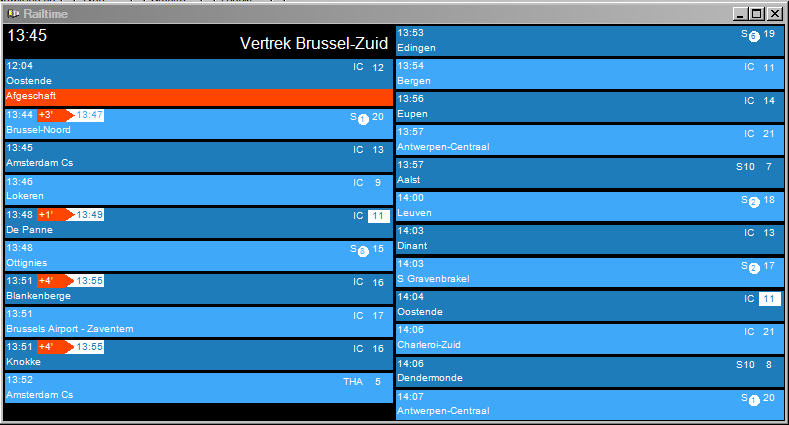 Railtime
13:45
Vertrek Brussel-Zuid
12:04 IC 12
Oostende
Afgeschaft
13:44 +3' 13:47 S 1 20
Brussel-Noord
13:45 IC 13
Amsterdam Cs
13:46 IC 9
Lokeren
13:48 +1' 13:49 IC 11
De Panne
13:48 S 8 15
Ottignies
13:51 +4' 13:55 IC 16
Blankenberge
13:51 IC 17
Brussels Airport - Zaventem
13:51 +4' 13:55 IC 16
Knokke
13:52 THA 5
Amsterdam Cs
13:53 S 6 19
Edingen
13:54 IC 11
Bergen
13:56 IC 14
Eupen
13:57 IC 21
Antwerpen-Centraal
13:57 S10 7
Aalst
14:00 S 2 18
Leuven
14:03 IC 13
Dinant
14:03 S 2 17
S Gravenbrakel
14:04 IC 11
Oostende
14:06 IC 21
Charleroi-Zuid
14:06 S10 8
Dendermonde
14:07 S 1 20
Antwerpen-Centraal